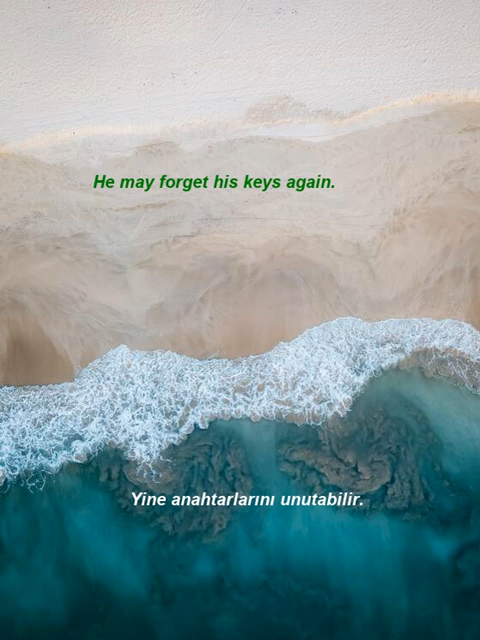 He may forget his keys again.
Yine anahtarlarını unutabilir.